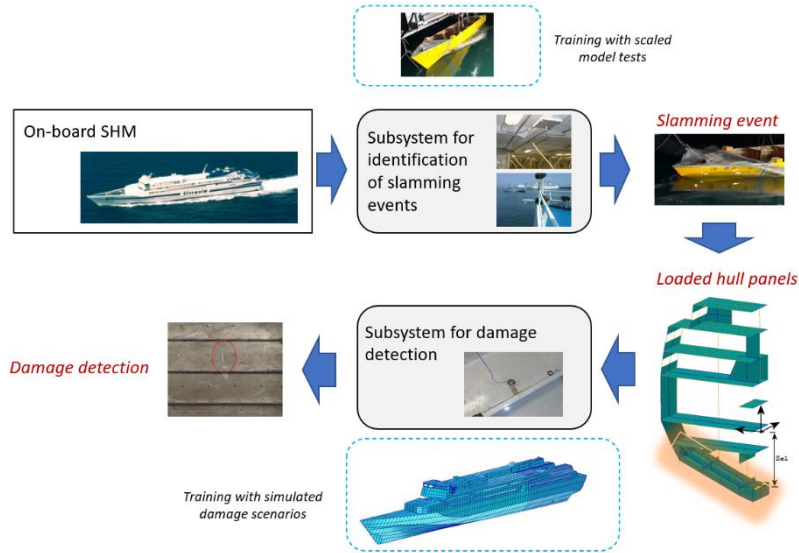 Training with scaled
model tests
On-board SHM
Subsystem for
identification
of slamming
events
Slamming event
Loaded hull panels
Subsystem for damage
detection
Damage detection
Training with simulated
damage scenarios